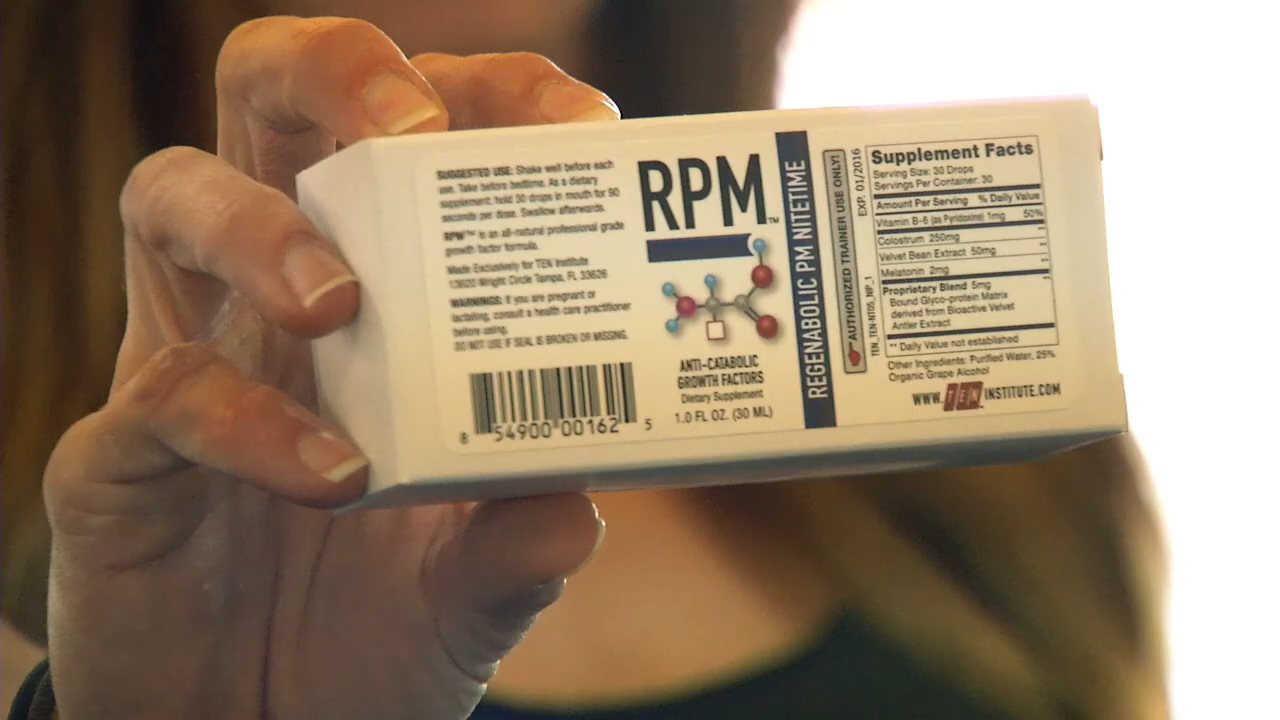 SUGGESTED USE: Shake well before each
use. Take before bedtime. As a dietary
supplement: hold 30 drops in mouth for 90
seconds per dose. Swallow afterwards.
RPM™ is an all-natural professional grade
growth factor formula.
Made Exclusively for TEN Institute
Wright Circle Tampa, FL 33626
WARNINGS: If you are pregnant or
lactating, consult a health care practitioner
before using.
DO NOT USE IF SEAL IS BROKEN OR MISSING.
8 54900 00162 5
RPM™
ANTI-CATABOLIC
GROWTH FACTORS
Dietary Supplement
1.0 FL OZ. (30 ML)
REGENABOLIC PM NITETIME
AUTHORIZED TRAINER USE ONLY!
EXP. 01/2016
TEN_TEN-NT05_NIP_1
Supplement Facts
Serving Size: 30 Drops
Servings Per Container: 30
Amount Per Serving % Daily Value
Vitamin B-6 (as Pyridoxine) 1mg 50%
Colostrum 250mg **
Velvet Bean Extract 50mg **
Melatonin 2mg **
Proprietary Blend 5mg **
Bound Glyco-protein Matrix
derived from Bioactive Velvet
Antler Extract
** Daily Value not established
Other Ingredients: Purified Water, 25%
Organic Grape Alcohol
WWW.TEN INSTITUTE.COM